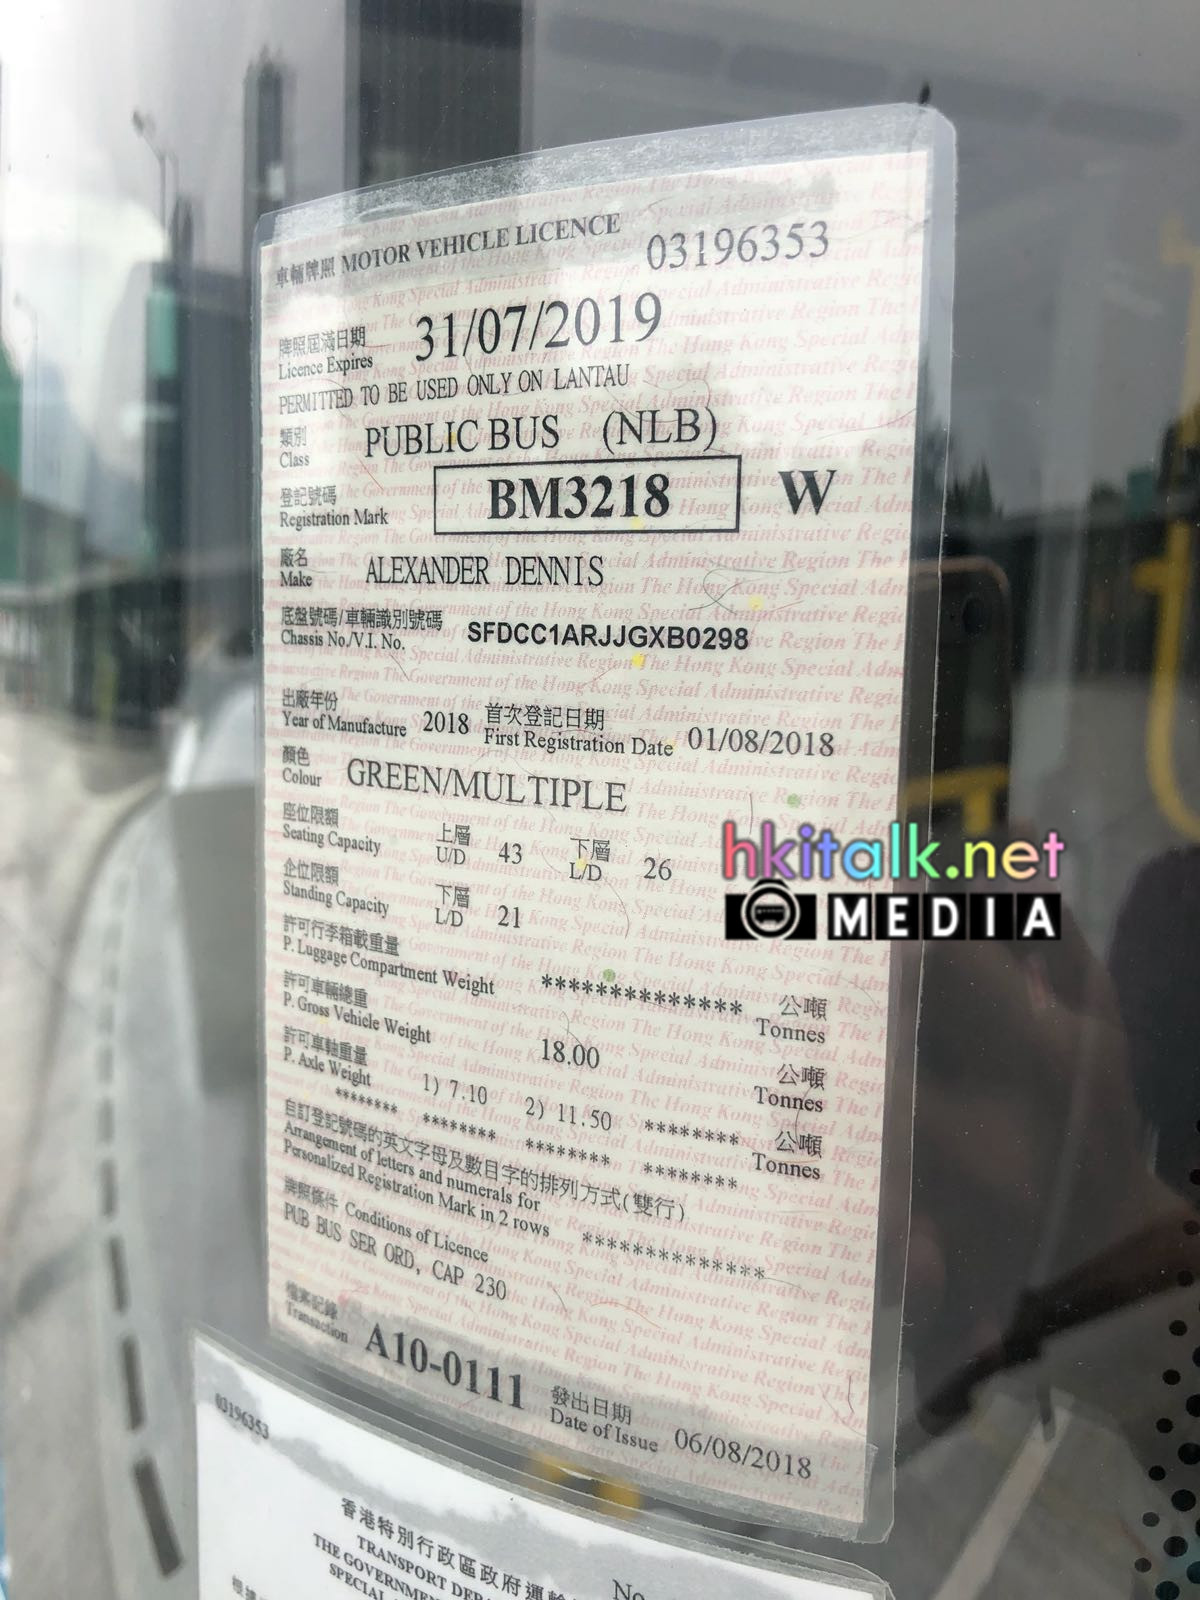 車輛牌照 MOTOR VEHICLE LICENCE 03196353
牌照屆滿日期
Licence Expires 31/07/2019
PERMITTED TO BE USED ONLY ON LANTAU
類別
Class PUBLIC BUS (NLB)
登記號碼
Registration Mark BM3218 W
廠名
Make ALEXANDER DENNIS
底盤號碼/車輛識別號碼
Chassis No./V.I. No. SFDCC1ARJJGXB0298
出廠年份 首次登記日期
Year of Manufacture 2018 First Registration Date 01/08/2018
顏色
Colour GREEN/MULTIPLE
座位限額 上層 下層
Seating Capacity U/D 43 L/D 26
企位限額 下層
Standing Capacity L/D 21
許可行李箱載重量 公噸
P. Luggage Compartment Weight ************** Tonnes
許可車輛總重 公噸
P. Gross Vehicle Weight 18.00 Tonnes
許可車軸重量 公噸
P. Axle Weight 1) 7.10 2) 11.50 ******** Tonnes
******** ******** ******** ********
自訂登記號碼的英文字母及數目字的排列方式(雙行)
Arrangement of letters and numerals for
Personalized Registration Mark in 2 rows **************
牌照條件 Conditions of Licence
PUB BUS SER ORD, CAP 230
檔案記錄 發出日期
Transaction A10-0111 Date of Issue 06/08/2018
hkitalk.net
MEDIA
03196353
香港特別行政區政府運輸
TRANSPORT
THE GOVERNMENT
SPECIAL
No
根據